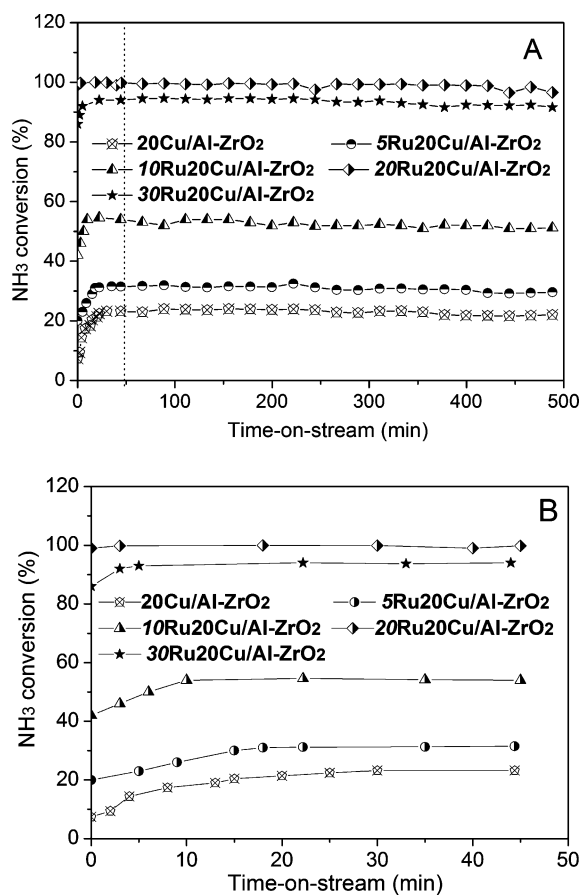 A
120
100
80
60
40
20
0
NH3 conversion (%)
20Cu/Al-ZrO2
5Ru20Cu/Al-ZrO2
10Ru20Cu/Al-ZrO2
20Ru20Cu/Al-ZrO2
30Ru20Cu/Al-ZrO2
0 100 200 300 400 500
Time-on-stream (min)
B
120
100
80
60
40
20
0
NH3 conversion (%)
20Cu/Al-ZrO2
5Ru20Cu/Al-ZrO2
10Ru20Cu/Al-ZrO2
20Ru20Cu/Al-ZrO2
30Ru20Cu/Al-ZrO2
0 10 20 30 40 50
Time-on-stream (min)